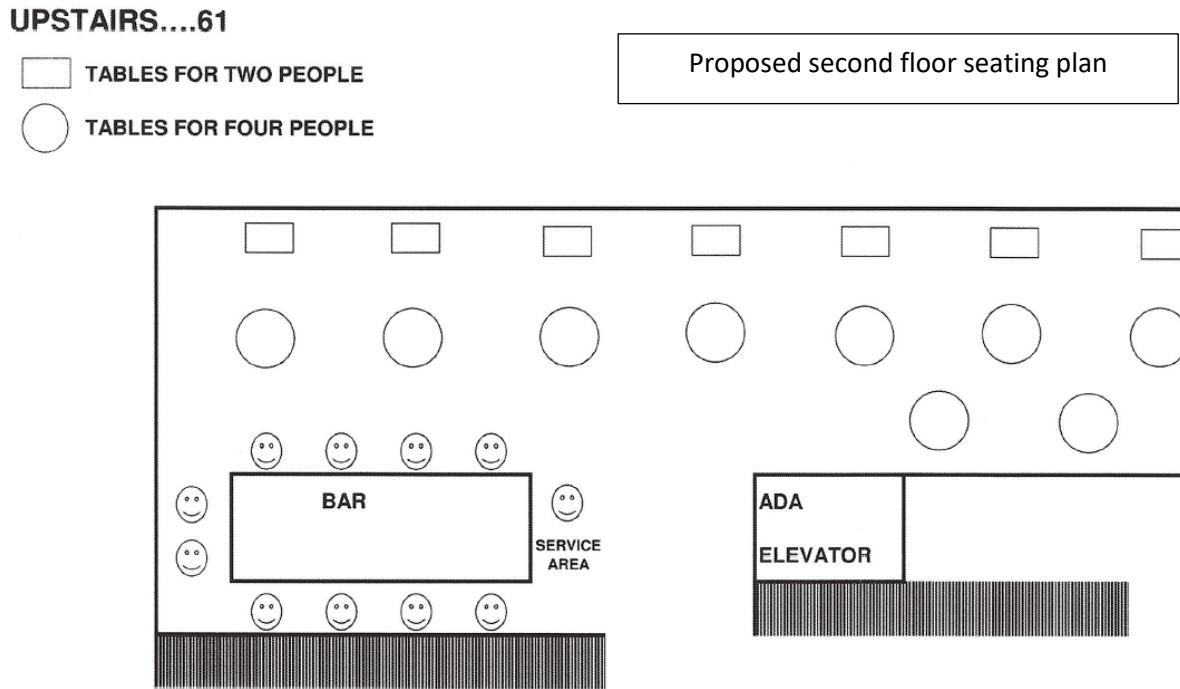 UPSTAIRS....61
Proposed second floor seating plan
TABLES FOR TWO PEOPLE
TABLES FOR FOUR PEOPLE
BAR
SERVICE
AREA
ADA
ELEVATOR